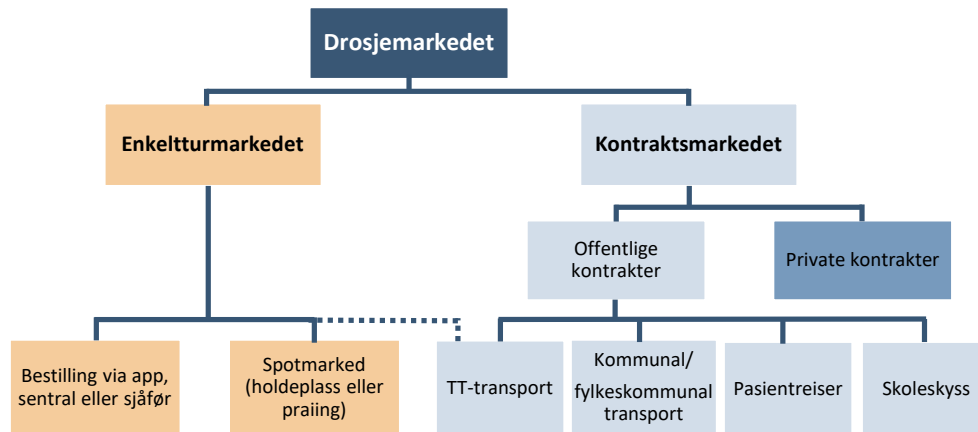 Drosjemarkedet
Enkeltturmarkedet
Kontraktsmarkedet
Offentlige
kontrakter
Private kontrakter
Bestilling via app,
sentral eller sjåfør
Spotmarked
(holdeplass eller
praiing)
TT-transport
Kommunal/
fylkeskommunal
transport
Pasientreiser
Skoleskyss